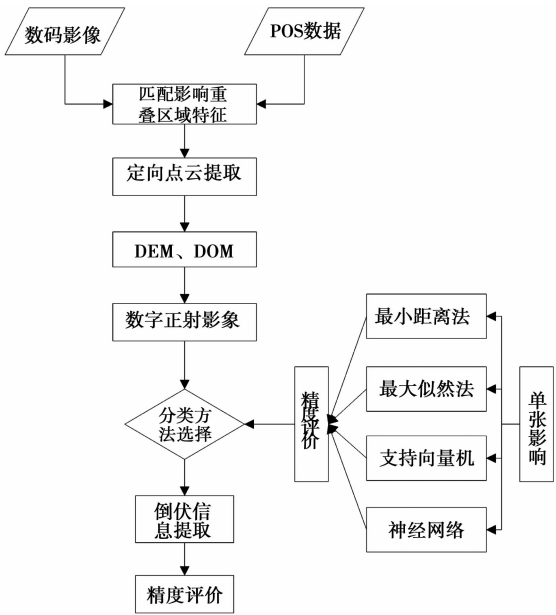 数码影像
POS数据
匹配影响重
叠区域特征
定向点云提取
DEM、DOM
数字正射影象
分类方
法选择
倒伏信
息提取
精度评价
精度评价
最小距离法
最大似然法
支持向量机
神经网络
单张影响